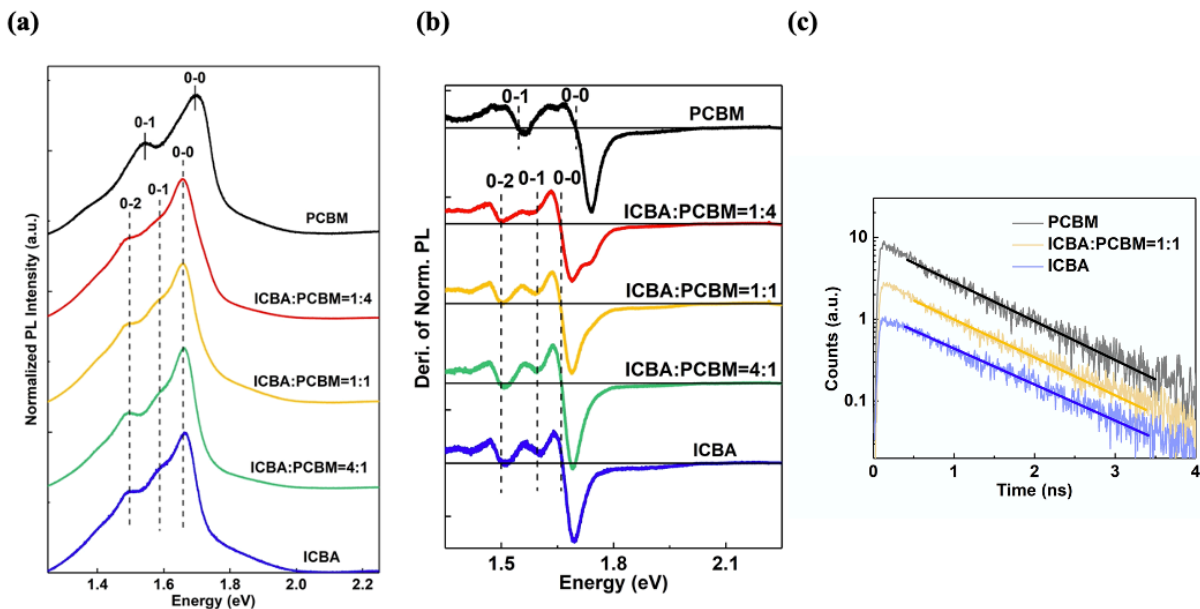 (a)
Normalized PL Intensity (a.u.)
0-0
0-1
0-0
0-1
0-2
PCBM
ICBA:PCBM=1:4
ICBA:PCBM=1:1
ICBA:PCBM=4:1
ICBA
1.4 1.6 1.8 2.0 2.2
Energy (eV)
(b)
Deri. of Norm. PL
0-1 0-0
PCBM
0-2 0-1 0-0
ICBA:PCBM=1:4
ICBA:PCBM=1:1
ICBA:PCBM=4:1
ICBA
1.5 1.8 2.1
Energy (eV)
(c)
Counts (a.u.)
10
1
0.1
PCBM
ICBA:PCBM=1:1
ICBA
0 1 2 3 4
Time (ns)